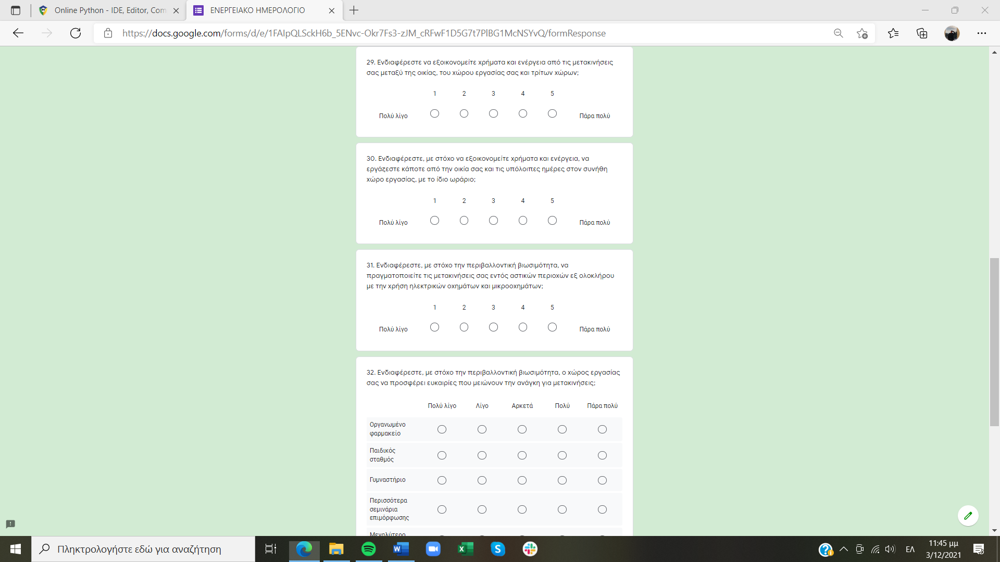 Online Python - IDE, Editor, Com
ΕΝΕΡΓΕΙΑΚΟ ΗΜΕΡΟΛΟΓΙΟ
https://docs.google.com/forms/d/e/1FAIpQLSckH6b_5ENvc-Okr7Fs3-zJM_cRFwF1D5G7t7PlBG1McNSYvQ/formResponse
29. Ενδιαφέρεστε να εξοικονομείτε χρήματα και ενέργεια από τις μετακινήσεις
σας μεταξύ της οικίας, του χώρου εργασίας σας και τρίτων χώρων;
1 2 3 4 5
Πολύ λίγο Πάρα πολύ
30. Ενδιαφέρεστε, με στόχο να εξοικονομείτε χρήματα και ενέργεια, να
εργάζεστε κάποτε από την οικία σας και τις υπόλοιπες ημέρες στον συνήθη
χώρο εργασίας, με το ίδιο ωράριο;
1 2 3 4 5
Πολύ λίγο Πάρα πολύ
31. Ενδιαφέρεστε, με στόχο την περιβαλλοντική βιωσιμότητα, να
πραγματοποιείτε τις μετακινήσεις σας εντός αστικών περιοχών εξ ολοκλήρου
με την χρήση ηλεκτρικών οχημάτων και μικροοχημάτων;
1 2 3 4 5
Πολύ λίγο Πάρα πολύ
32. Ενδιαφέρεστε, με στόχο την περιβαλλοντική βιωσιμότητα, ο χώρος εργασίας
σας να προσφέρει ευκαιρίες που μειώνουν την ανάγκη για μετακινήσεις;
Πολύ λίγο Λίγο Αρκετά Πολύ Πάρα πολύ
Οργανωμένο
φαρμακείο
Παιδικός
σταθμός
Γυμναστήριο
Περισσότερα
σεμινάρια
επιμόρφωσης
Μεγαλύτερο
Πληκτρολογήστε εδώ για αναζήτηση
ΕΛ
11:45 μμ
3/12/2021